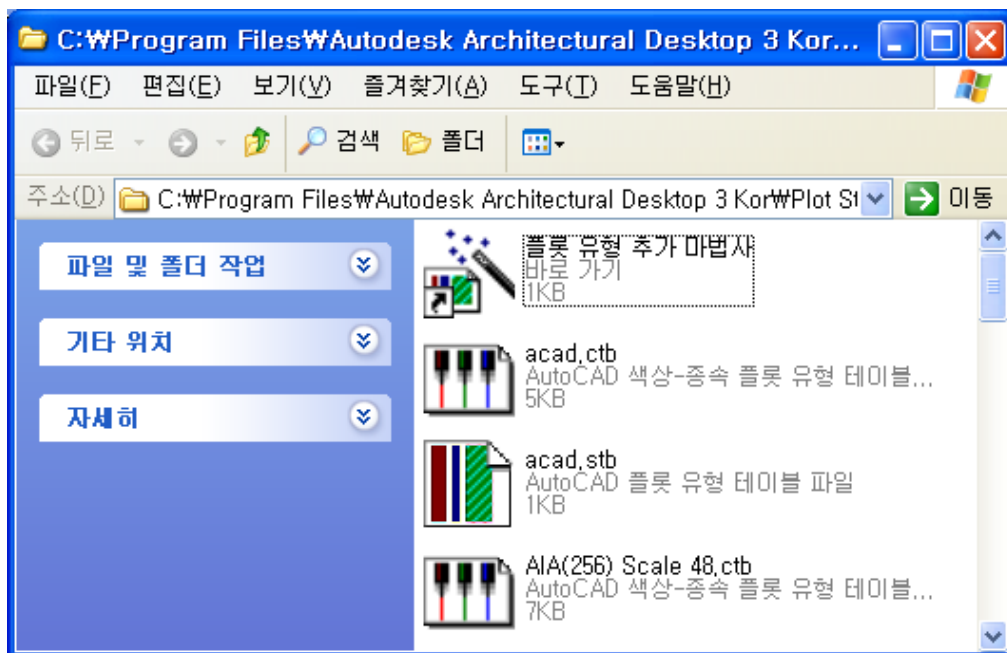 C:₩Program Files₩Autodesk Architectural Desktop 3 Kor...
파일(F) 편집(E) 보기(V) 즐겨찾기(A) 도구(T) 도움말(H)
뒤로 검색 폴더
주소(D) C:₩Program Files₩Autodesk Architectural Desktop 3 Kor₩Plot St 이동
파일 및 폴더 작업
기타 위치
자세히
플롯 유형 추가 마법사
바로 가기
1KB
acad.ctb
AutoCAD 색상-종속 플롯 유형 테이블...
5KB
acad.stb
AutoCAD 플롯 유형 테이블 파일
1KB
AIA(256) Scale 48.ctb
AutoCAD 색상-종속 플롯 유형 테이블...
7KB